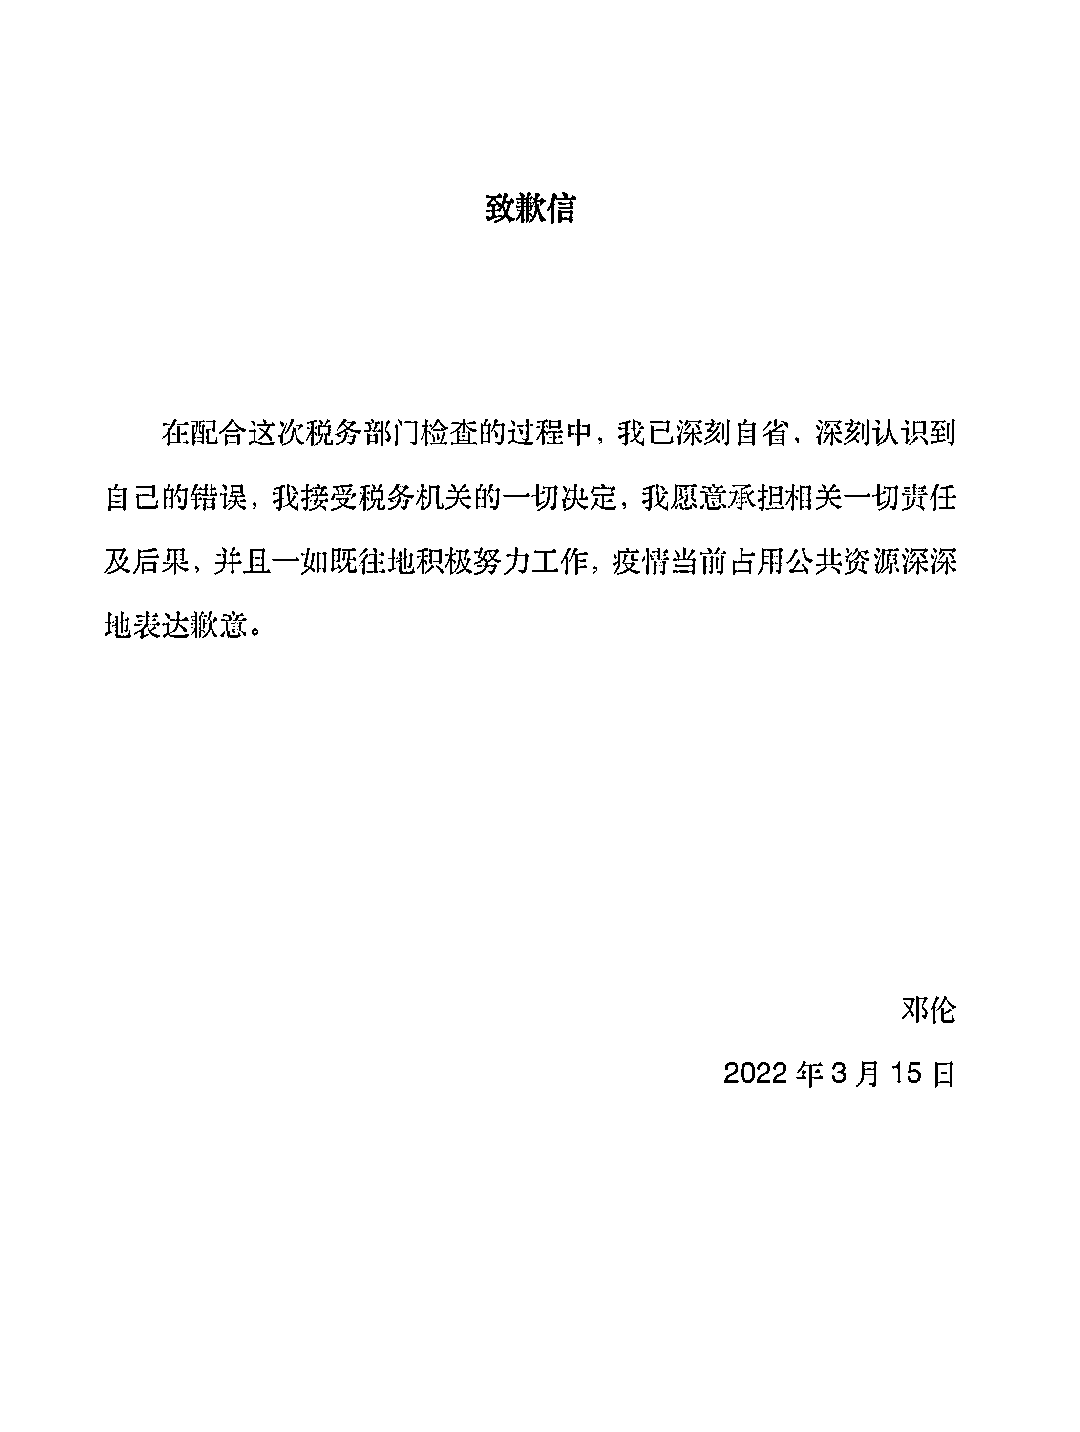 致歉信
在配合这次税务部门检查的过程中，我已深刻自省，深刻认识到
自己的错误，我接受税务机关的一切决定，我愿意承担相关一切责任
及后果，并且一如既往地积极努力工作，疫情当前占用公共资源深深
地表达歉意。
邓伦
2022 年 3 月 15 日